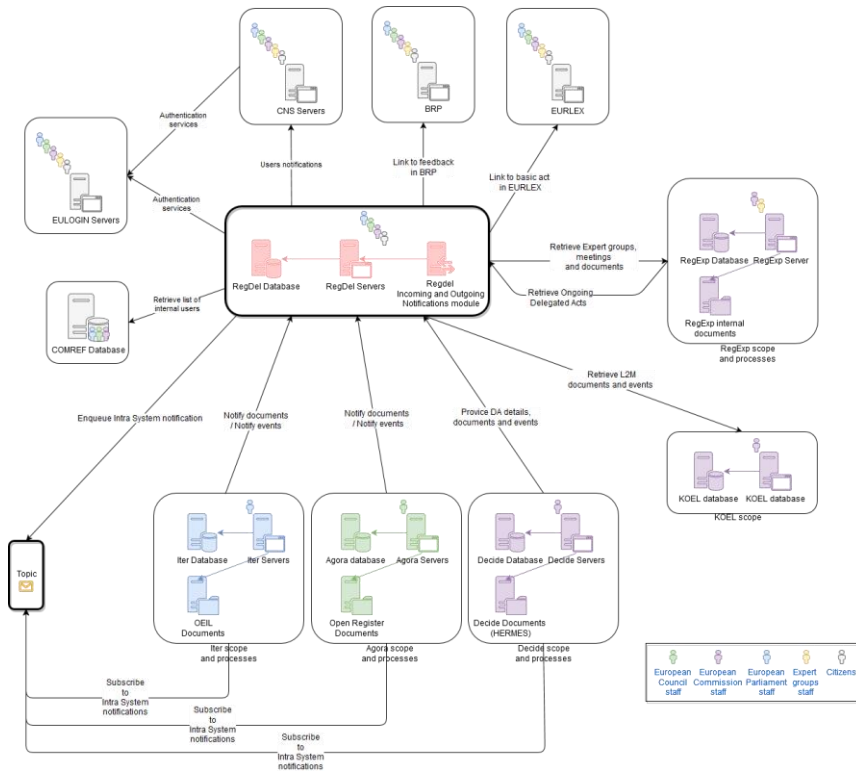 CNS Servers
BRP
EURLEX
Authentication
services
EULOGIN Servers
Authentication
services
Users notifications
Link to feedback
in BRP
Link to basic act
in EURLEX
RegDel Database
RegDel Servers
Regdel
Incoming and Outgoing
Notifications module
Retrieve Expert groups,
meetings
and documents
Retrieve Ongoing
Delegated Acts
RegExp Database
RegExp Server
RegExp internal
documents
RegExp scope
and processes
Retrieve list of
internal users
COMREF Database
Retrieve L2M
documents and events
Enqueue Intra System notification
Notify documents
/ Notify events
Notify documents
/ Notify events
Provice DA details,
documents and events
KOEL database
KOEL database
KOEL scope
Iter Database
Iter Servers
OEIL
Documents
Iter scope
and processes
Agora database
Agora Servers
Open Register
Documents
Agora scope
and processes
Decide Database
Decide Servers
Decide Documents
(HERMES)
Decide scope
and processes
Topic
Subscribe
to
Intra System
notifications
Subscribe
to
Intra System
notifications
Subscribe
to
Intra System
notifications
European
Council
staff
European
Commission
staff
European
Parliament
staff
Expert
groups
staff
Citizens